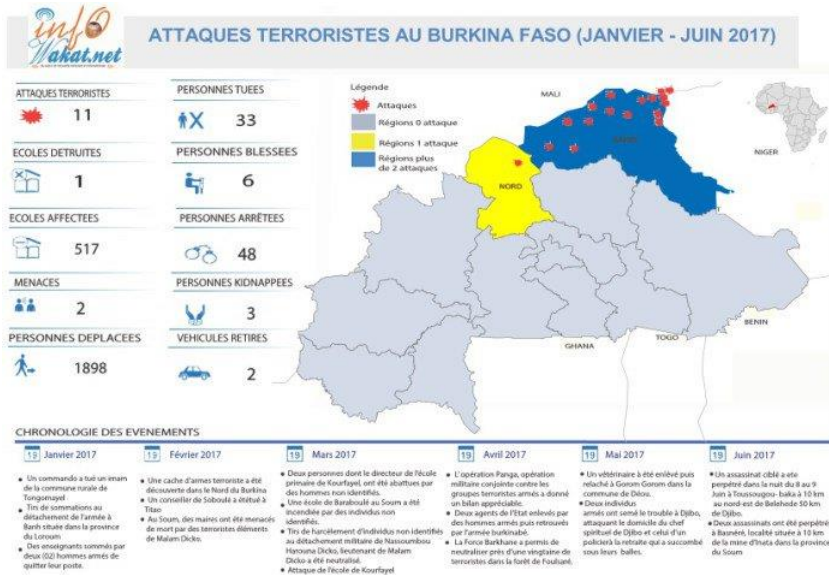 infO
Wakat.net
ATTAQUES TERRORISTES AU BURKINA FASO (JANVIER - JUIN 2017)
ATTAQUES TERRORISTES
11
ECOLES DETRUITES
1
ECOLES AFFECTEES
517
MENACES
2
PERSONNES DEPLACEES
1898
PERSONNES TUEES
33
PERSONNES BLESSEES
6
PERSONNES ARRÊTEES
48
PERSONNES KIDNAPPEES
3
VEHICULES RETIRES
2
Légende
Attaques
Régions 0 attaque
Régions 1 attaque
Régions plus
de 2 attaques
MALI
NIGER
NORD
BENIN
TOGO
GHANA
CHRONOLOGIE DES EVENEMENTS
19 Janvier 2017
Un commando a tué un imam
de la commune rurale de
Tongomayel
Tirs de sommations au
détachement de l'armée à
Banh située dans la province
du Loroum
Des enseignants sommés par
deux (02) hommes armés de
quitter leur poste.
19 Février 2017
Une cache d'armes terroriste a été
découverte dans le Nord du Burkina
Un conseiller de Soboulé a ététué à
Titao
Au Soum, des maires ont été menacés
de mort par des terroristes éléments
de Malam Dicko.
19 Mars 2017
Deux personnes dont le directeur de l'école
primaire de Kourfayel, ont été abattues par
des hommes non identifiés.
Une école de Baraboulé au Soum a été
incendiée par des individus non
identifiés.
Tirs de harcèlement d'individus non identifiés
au détachement militaire de Nassoumbou
Harouna Dicko, lieutenant de Malam
Dicko a été neutralisé.
Attaque de l'école de Kourfayel
19 Avril 2017
L'opération Panga, opération
militaire conjointe contre les
groupes terroristes armés a donné
un bilan appréciable.
Deux agents de l'Etat enlevés par
des hommes armés puis retrouvés
par l'armée burkinabè.
La Force Barkhane a permis de
neutraliser près d'une vingtaine de
terroristes dans la forêt de Foulsaré.
19 Mai 2017
Un vétérinaire à été enlevé puis
relaché à Gorom Gorom dans la
commune de Déou.
Deux individus
armés ont semé le trouble à Djibo,
attaquant le domicile du chef
spirituel de Djibo et celui d'un
policierà la retraite qui a succombé
sous leurs balles.
19 Juin 2017
Un assassinat ciblé a ete
perpétré dans la nuit du 8 au 9
Juin à Toussougou- baka à 10 km
au nord-est de Belehode 50 km
de Djibo.
Deux assassinats ont été perpétré
à Basnéré, localité située à 10 km
de la mine d'Inata dans la province
du Soum